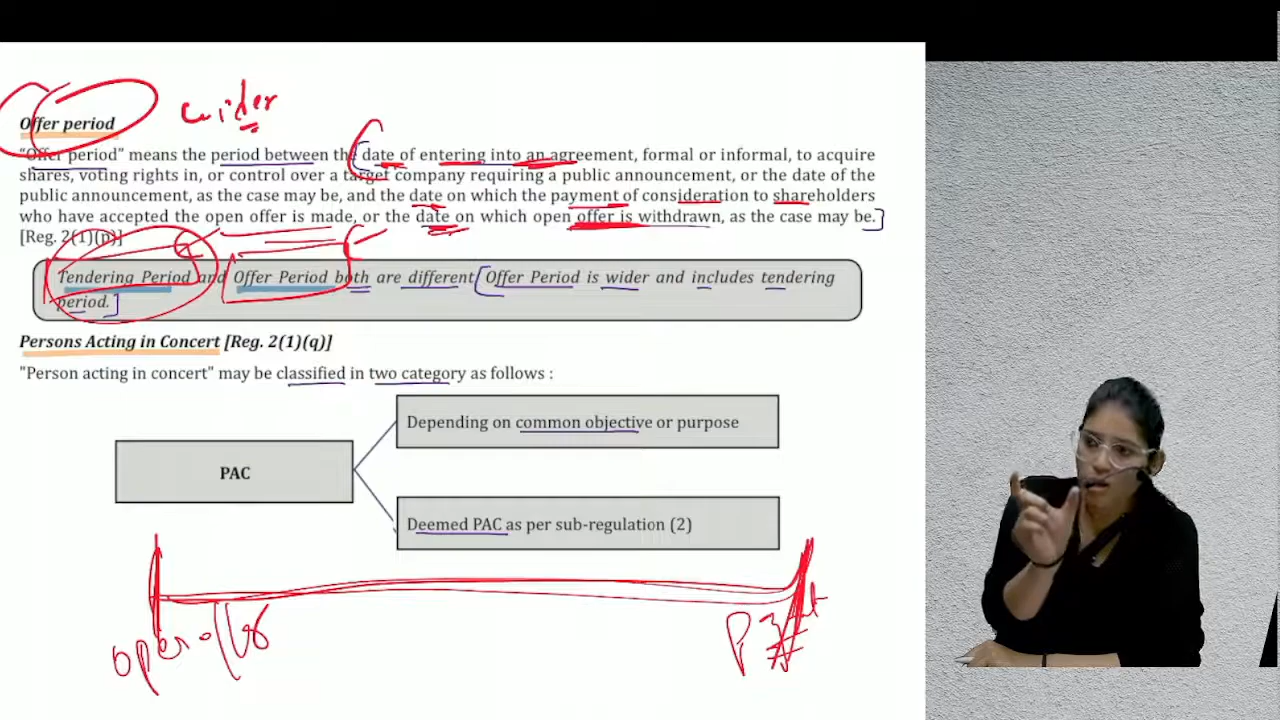 Offer period
wider
"Offer period" means the period between the date of entering into an agreement, formal or informal, to acquire
shares, voting rights in, or control over a target company requiring a public announcement, or the date of the
public announcement, as the case may be, and the date on which the payment of consideration to shareholders
who have accepted the open offer is made, or the date on which open offer is withdrawn, as the case may be.
[Reg. 2(1)(p)]
Tendering Period and Offer Period both are different Offer Period is wider and includes tendering
period.
Persons Acting in Concert [Reg. 2(1)(q)]
"Person acting in concert" may be classified in two category as follows :
Depending on common objective or purpose
PAC
Deemed PAC as per sub-regulation (2)
open offer